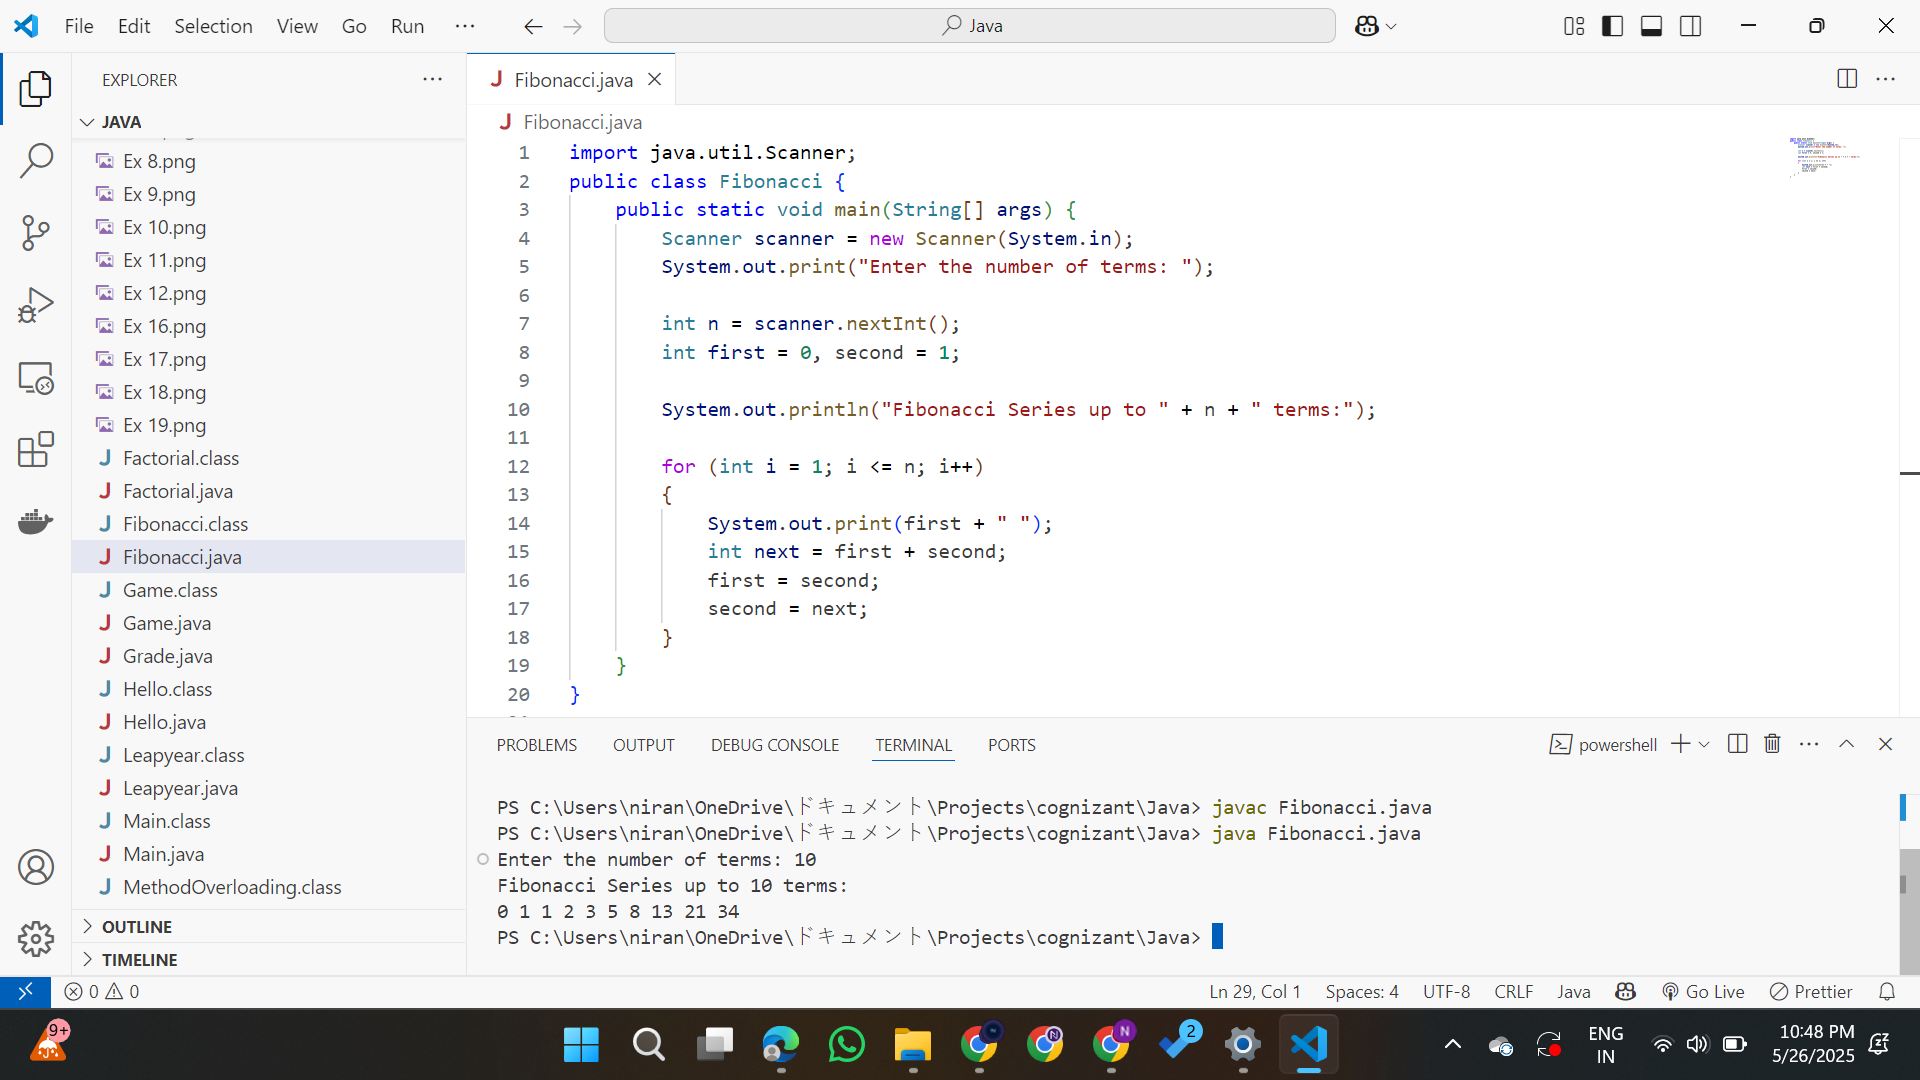 File Edit Selection View Go Run ··· Java
EXPLORER
JAVA
Ex 8.png
Ex 9.png
Ex 10.png
Ex 11.png
Ex 12.png
Ex 16.png
Ex 17.png
Ex 18.png
Ex 19.png
Factorial.class
Factorial.java
Fibonacci.class
Fibonacci.java
Game.class
Game.java
Grade.java
Hello.class
Hello.java
Leapyear.class
Leapyear.java
Main.class
Main.java
MethodOverloading.class
OUTLINE
TIMELINE
Fibonacci.java
Fibonacci.java
1 import java.util.Scanner;
2 public class Fibonacci {
3 public static void main(String[] args) {
4 Scanner scanner = new Scanner(System.in);
5 System.out.print("Enter the number of terms: ");
6
7 int n = scanner.nextInt();
8 int first = 0, second = 1;
9
10 System.out.println("Fibonacci Series up to " + n + " terms:");
11
12 for (int i = 1; i <= n; i++)
13 {
14 System.out.print(first + " ");
15 int next = first + second;
16 first = second;
17 second = next;
18 }
19 }
20 }
PROBLEMS OUTPUT DEBUG CONSOLE TERMINAL PORTS powershell
PS C:\Users\niran\OneDrive\ドキュメント\Projects\cognizant\Java> javac Fibonacci.java
PS C:\Users\niran\OneDrive\ドキュメント\Projects\cognizant\Java> java Fibonacci.java
Enter the number of terms: 10
Fibonacci Series up to 10 terms:
0 1 1 2 3 5 8 13 21 34
PS C:\Users\niran\OneDrive\ドキュメント\Projects\cognizant\Java>
0 0 Ln 29, Col 1 Spaces: 4 UTF-8 CRLF Java Go Live Prettier
9+ N N 2 ENG 10:48 PM
IN 5/26/2025